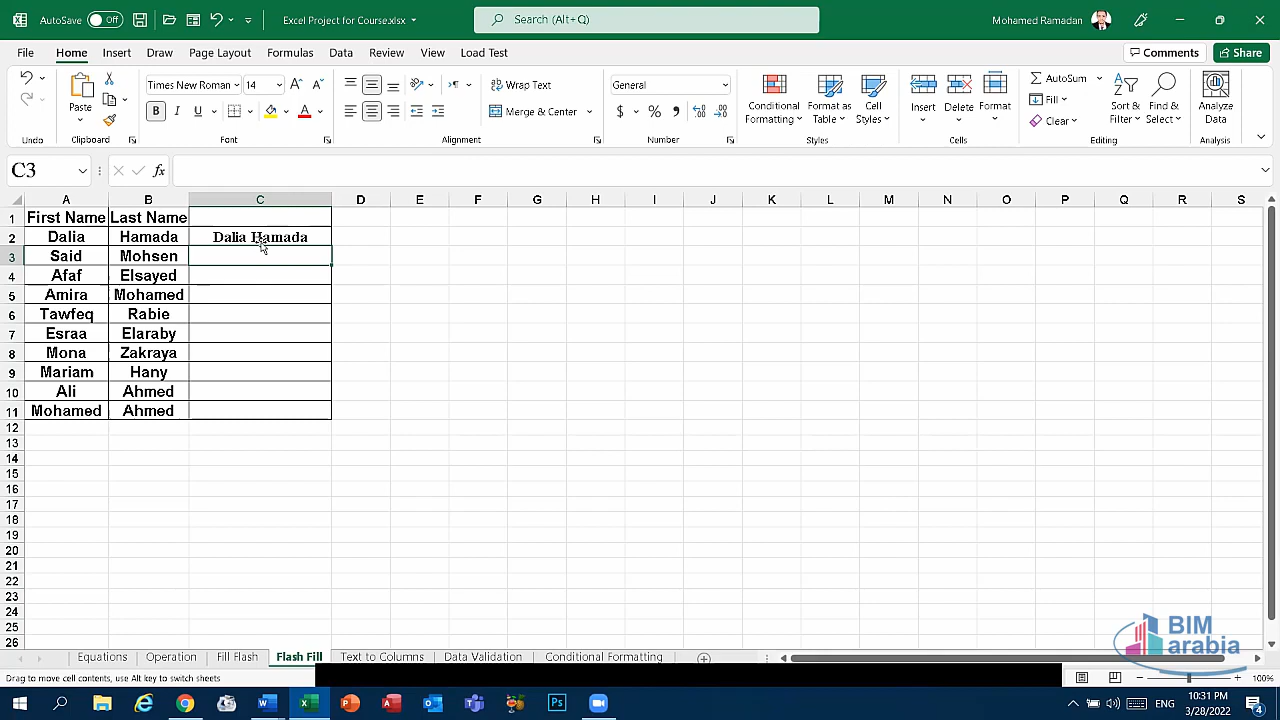 AutoSave Off Excel Project for Course.xlsx Search (Alt+Q) Mohamed Ramadan
File Home Insert Draw Page Layout Formulas Data Review View Load Test Comments Share
Times New Roman 14 Wrap Text General AutoSum
Paste Conditional Format as Cell Insert Delete Format Fill Sort & Find & Analyze
B I U A Merge & Center $ % Formatting Table Styles Clear Filter Select Data
Undo Clipboard Font Alignment Number Styles Cells Editing Analysis
C3 fx
A B C D E F G H I J K L M N O P Q R S
1 First Name Last Name
2 Dalia Hamada Dalia Hamada
3 Said Mohsen
4 Afaf Elsayed
5 Amira Mohamed
6 Tawfeq Rabie
7 Esraa Elaraby
8 Mona Zakraya
9 Mariam Hany
10 Ali Ahmed
11 Mohamed Ahmed
12
13
14
15
16
17
18
19
20
21
22
23
24
25
26
BIM
arabia
Equations Operation Fill Flash Flash Fill Text to Columns Data Validation Conditional Formatting
Drag to move cell contents, use Alt key to switch sheets 100%
ENG 10:31 PM
3/28/2022